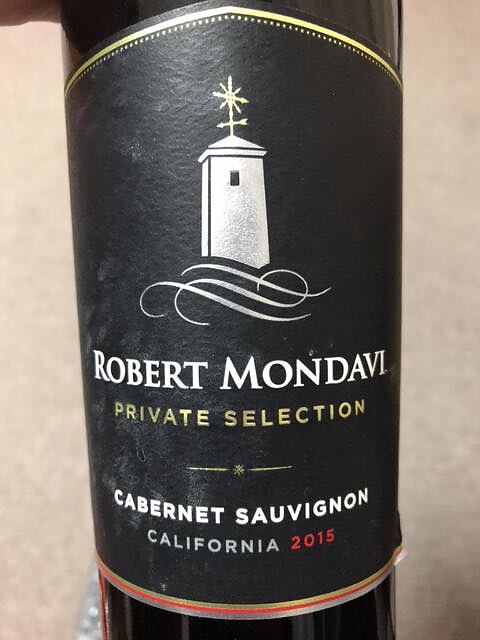 ROBERT MONDAVI
PRIVATE SELECTION
CABERNET SAUVIGNON
CALIFORNIA 2015